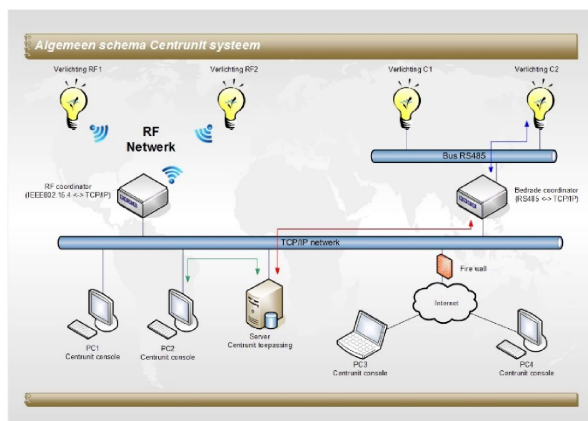 Algemeen schema Centrunit systeem
Verlichting RF1
Verlichting RF2
Verlichting C1
Verlichting C2
RF
Netwerk
Bus RS485
RF coordinator
(IEEE802.15.4 <-> TCP/IP)
Bedrade coordinator
(RS485 <-> TCP/IP)
TCP/IP network
Fire wall
Internet
PC1
Centrunit console
PC2
Centrunit console
Server
Centrunit toepassing
PC3
Centrunit console
PC4
Centrunit console